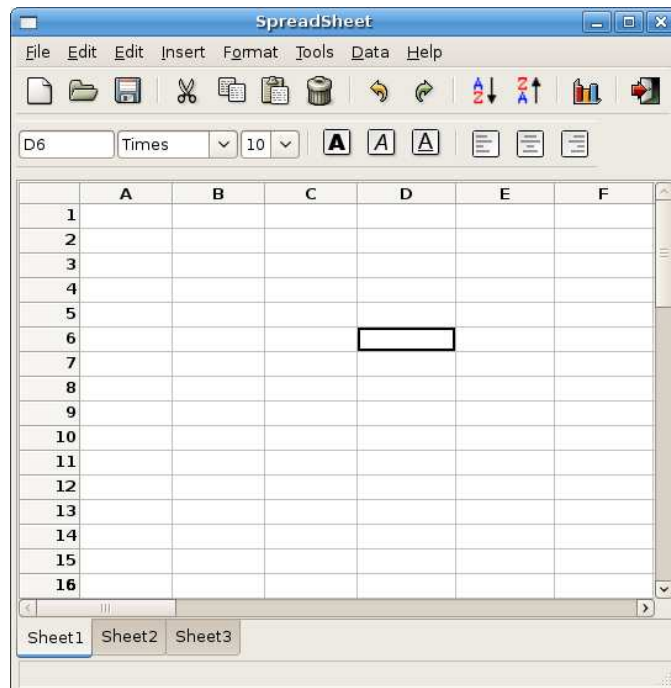 SpreadSheet
File Edit Edit Insert Format Tools Data Help
A Z Z A
D6 Times 10 A A A
A B C D E F
1
2
3
4
5
6
7
8
9
10
11
12
13
14
15
16
Sheet1 Sheet2 Sheet3